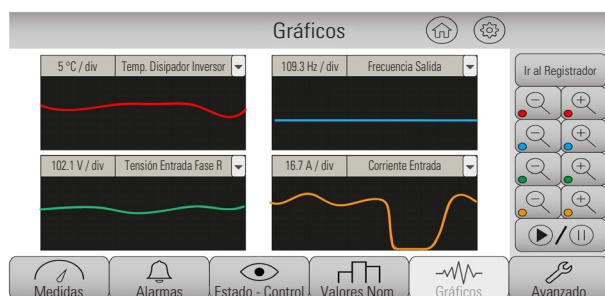 Gráficos
5 °C / div Temp. Disipador Inversor
109.3 Hz / div Frecuencia Salida
Ir al Registrador
102.1 V / div Tensión Entrada Fase R
16.7 A / div Corriente Entrada
Medidas Alarmas Estado - Control Valores Nom. Gráficos Avanzado